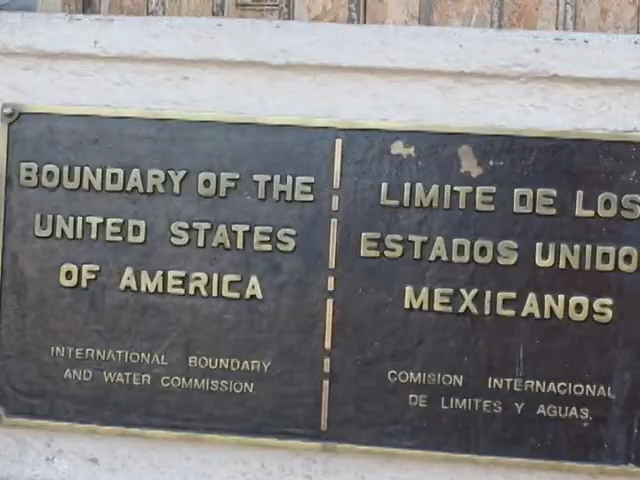 BOUNDARY OF THE
UNITED STATES
OF AMERICA
INTERNATIONAL BOUNDARY
AND WATER COMMISSION.
LIMITE DE LOS
ESTADOS UNIDO
MEXICANOS
COMISION INTERNACIONAL
DE LIMITES Y AGUAS.